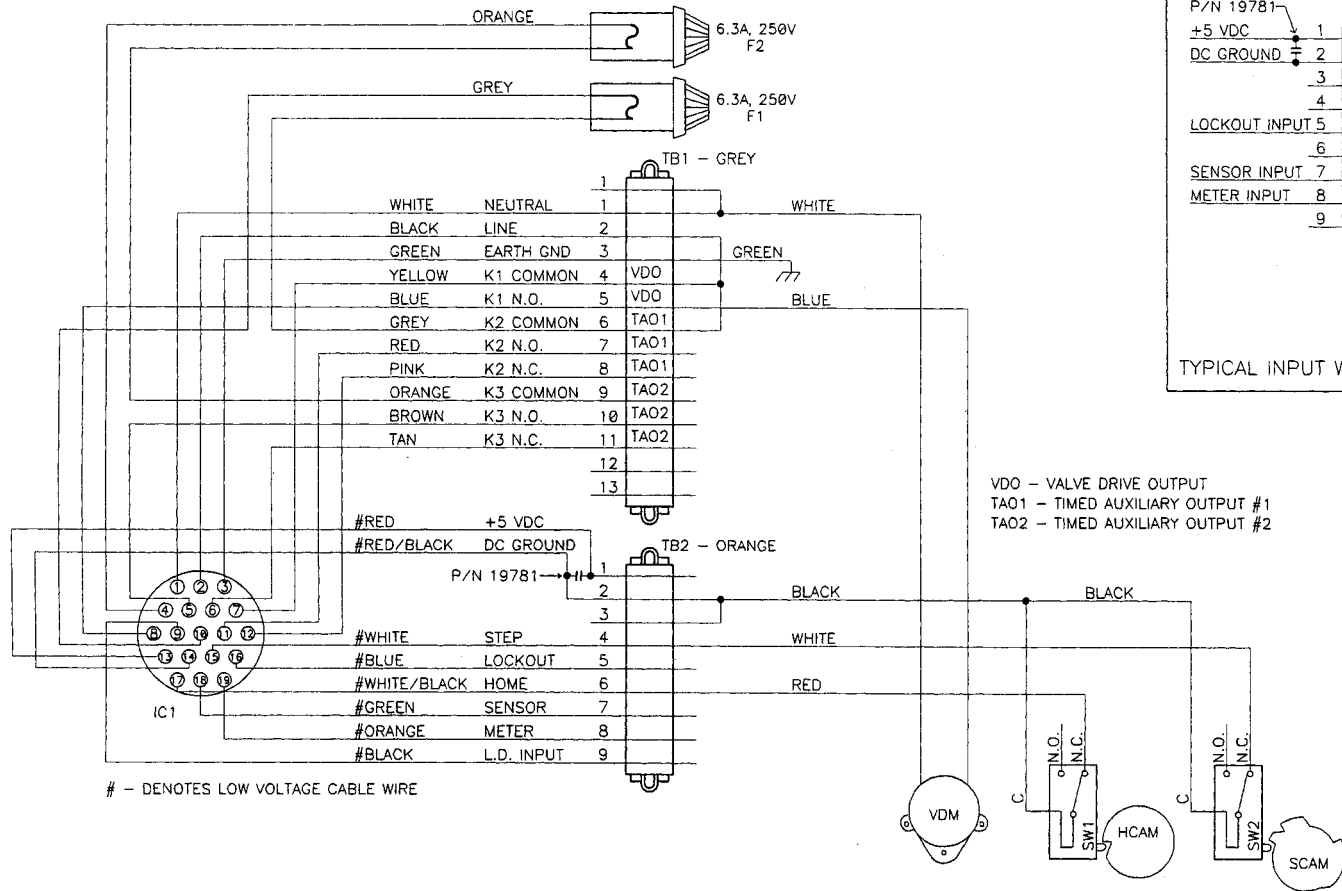 ORANGE
6.3A, 250V
F2
GREY
6.3A, 250V
F1
TB1 – GREY
1
WHITE NEUTRAL 1 WHITE
BLACK LINE 2
GREEN EARTH GND 3 GREEN
YELLOW K1 COMMON 4 VDO
BLUE K1 N.O. 5 VDO BLUE
GREY K2 COMMON 6 TAO1
RED K2 N.O. 7 TAO1
PINK K2 N.C. 8 TAO1
ORANGE K3 COMMON 9 TAO2
BROWN K3 N.O. 10 TAO2
TAN K3 N.C. 11 TAO2
12
13
#RED +5 VDC
#RED/BLACK DC GROUND
TB2 – ORANGE
P/N 19781
1
2 BLACK BLACK
3
#WHITE STEP 4 WHITE
#BLUE LOCKOUT 5
#WHITE/BLACK HOME 6 RED
#GREEN SENSOR 7
#ORANGE METER 8
#BLACK L.D. INPUT 9
1 2 3
4 5 6 7
8 9 10 11 12
13 14 15 16
17 18 19
IC1
# – DENOTES LOW VOLTAGE CABLE WIRE
P/N 19781
+5 VDC 1
DC GROUND 2
3
4
LOCKOUT INPUT 5
6
SENSOR INPUT 7
METER INPUT 8
9
TYPICAL INPUT W
VDO – VALVE DRIVE OUTPUT
TAO1 – TIMED AUXILIARY OUTPUT #1
TAO2 – TIMED AUXILIARY OUTPUT #2
VDM
N.O.
N.C.
C
SW1
HCAM
N.O.
N.C.
C
SW2
SCAM